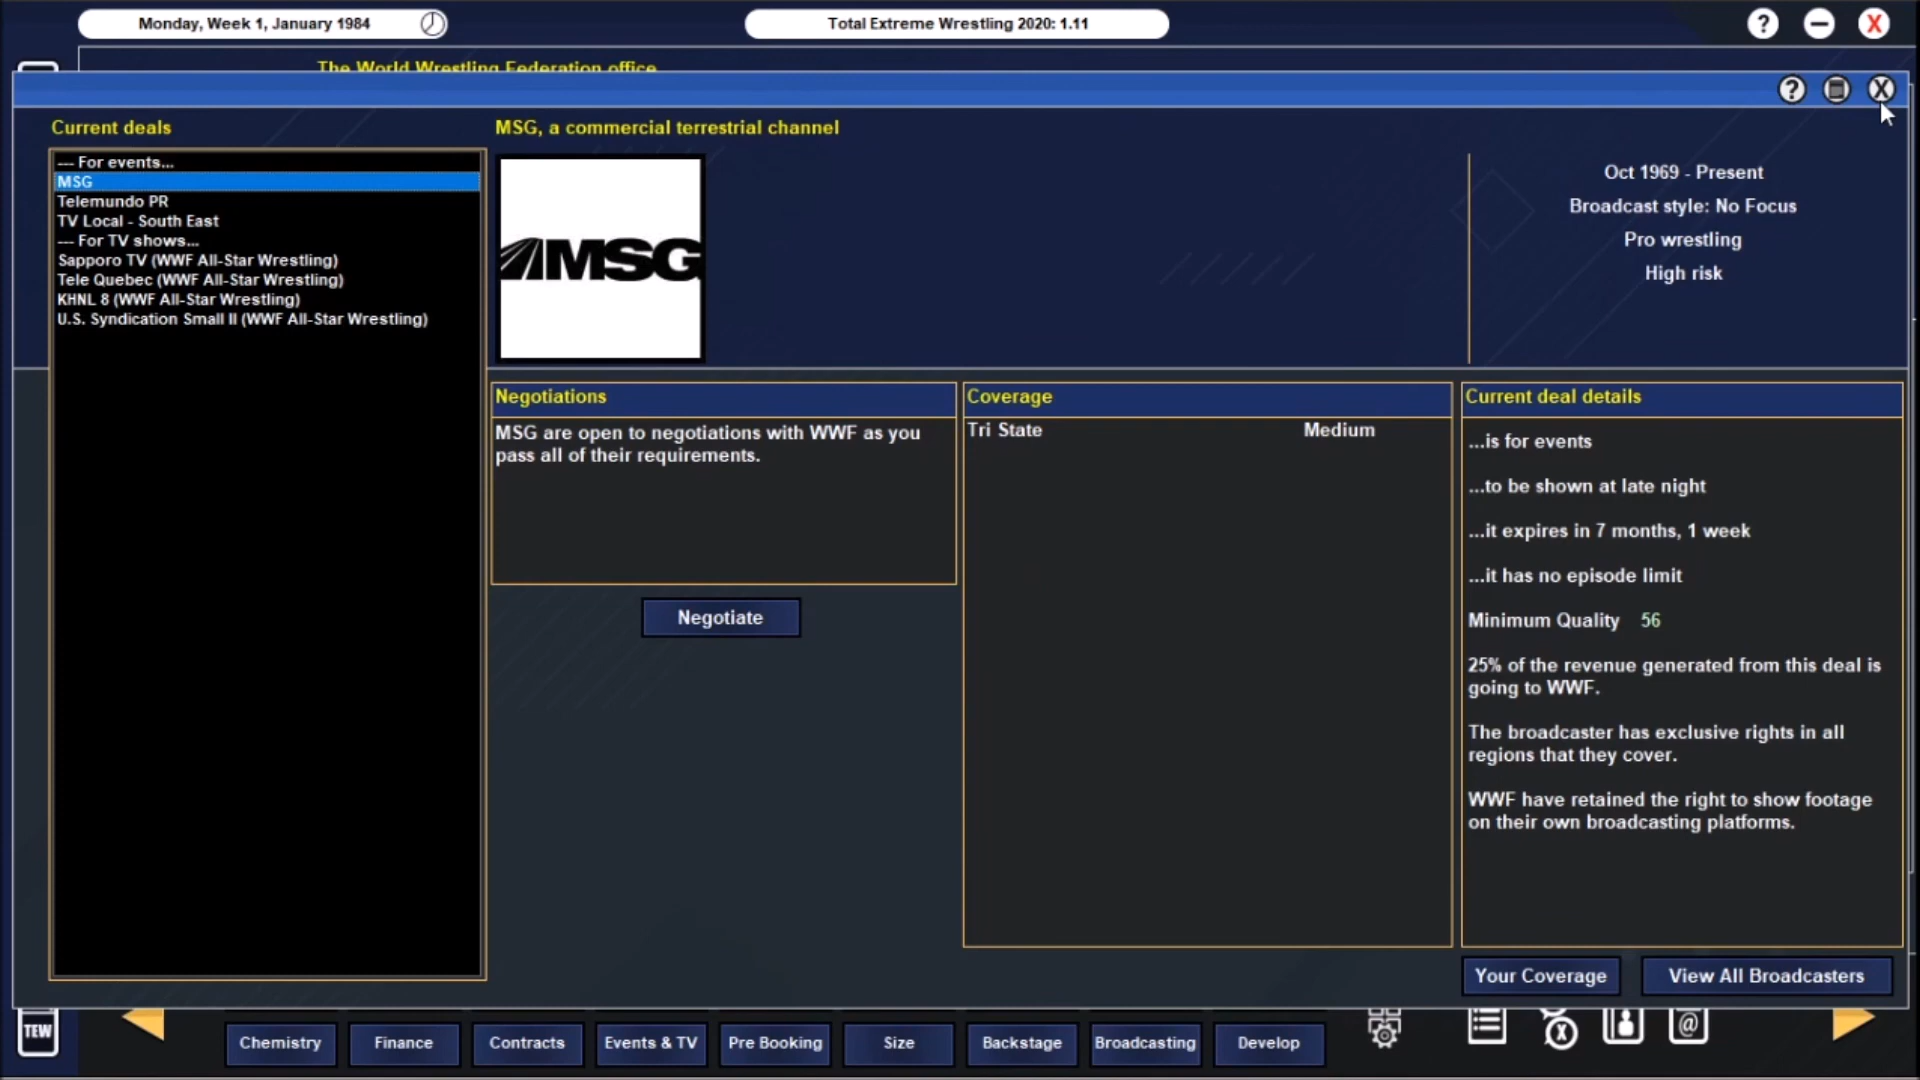 Monday, Week 1, January 1984
Total Extreme Wrestling 2020: 1.11
?
X
The World Wrestling Federation office
?
X
Current deals
MSG, a commercial terrestrial channel
--- For events...
MSG
Telemundo PR
TV Local - South East
--- For TV shows...
Sapporo TV (WWF All-Star Wrestling)
Tele Quebec (WWF All-Star Wrestling)
KHNL 8 (WWF All-Star Wrestling)
U.S. Syndication Small II (WWF All-Star Wrestling)
MSG
Oct 1969 - Present
Broadcast style: No Focus
Pro wrestling
High risk
Negotiations
MSG are open to negotiations with WWF as you
pass all of their requirements.
Negotiate
Coverage
Tri State Medium
Current deal details
...is for events
...to be shown at late night
...it expires in 7 months, 1 week
...it has no episode limit
Minimum Quality 56
25% of the revenue generated from this deal is
going to WWF.
The broadcaster has exclusive rights in all
regions that they cover.
WWF have retained the right to show footage
on their own broadcasting platforms.
Your Coverage
View All Broadcasters
TEW
Chemistry
Finance
Contracts
Events & TV
Pre Booking
Size
Backstage
Broadcasting
Develop
X
@